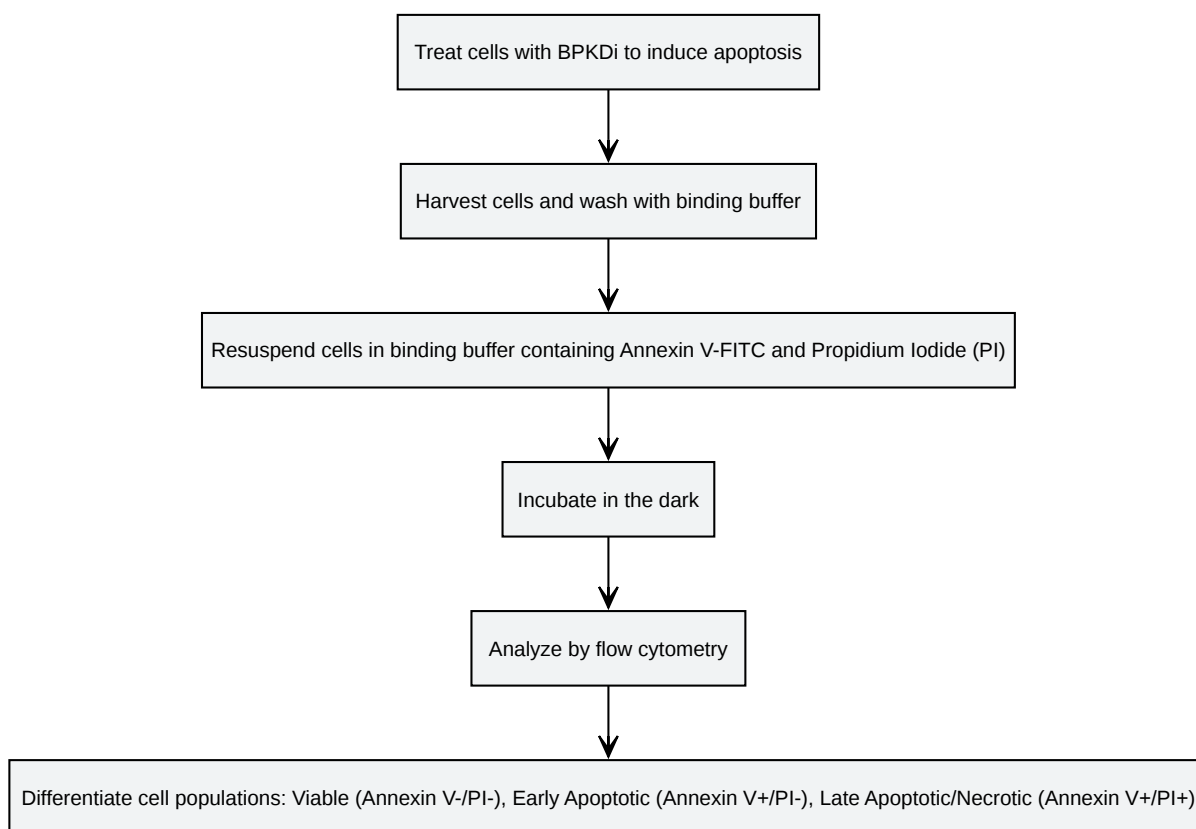 Treat cells with BPKDi to induce apoptosis
Harvest cells and wash with binding buffer
Resuspend cells in binding buffer containing Annexin V-FITC and Propidium Iodide (PI)
Incubate in the dark
Analyze by flow cytometry
Differentiate cell populations: Viable (Annexin V-/PI-), Early Apoptotic (Annexin V+/PI-), Late Apoptotic/Necrotic (Annexin V+/PI+)